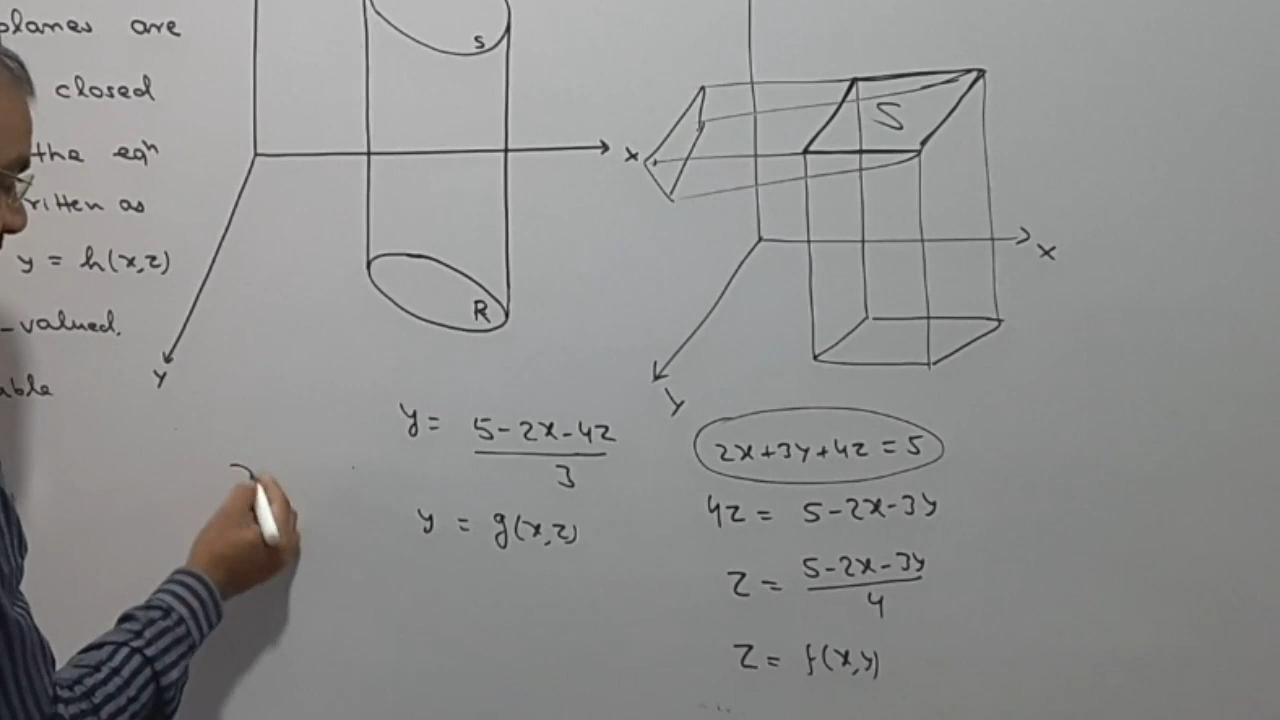 planes are
closed
the eqⁿ
ritten as
y = h(x,z)
-valued.
able
S
x
y
R
S
x
y
y = 5-2x-4z
3
y = g(x,z)
2x+3y+4z = 5
4z = 5-2x-3y
z = 5-2x-3y
4
z = f(x,y)